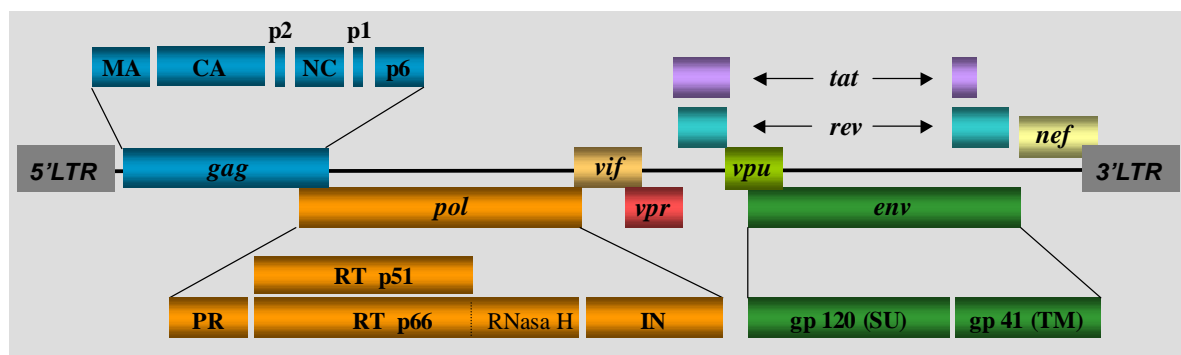 p2 p1
MA CA NC p6
tat
rev nef
5'LTR gag vif vpu 3'LTR
pol vpr env
RT p51
PR RT p66 RNasa H IN gp 120 (SU) gp 41 (TM)